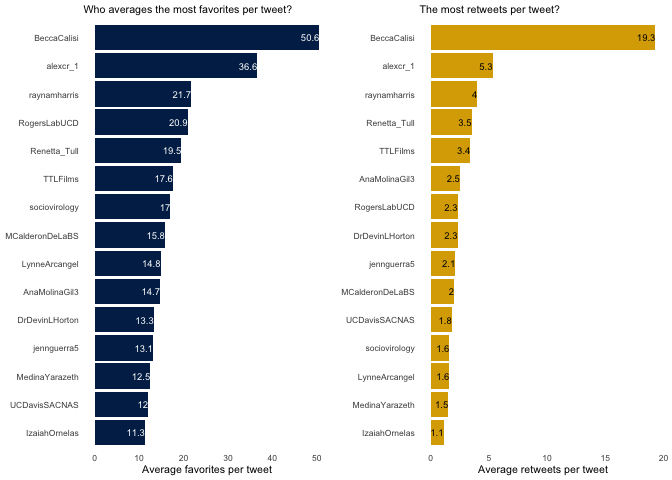 Who averages the most favorites per tweet?
BeccaCalisi 50.6
alexcr_1 36.6
raynamharris 21.7
RogersLabUCD 20.9
Renetta_Tull 19.5
TTLFilms 17.6
sociovirology 17
MCalderonDeLaBS 15.8
LynneArcangel 14.8
AnaMolinaGil3 14.7
DrDevinLHorton 13.3
jennguerra5 13.1
MedinaYarazeth 12.5
UCDavisSACNAS 12
IzaiahOrnelas 11.3
0 10 20 30 40 50
Average favorites per tweet
The most retweets per tweet?
BeccaCalisi 19.3
alexcr_1 5.3
raynamharris 4
Renetta_Tull 3.5
TTLFilms 3.4
AnaMolinaGil3 2.5
RogersLabUCD 2.3
DrDevinLHorton 2.3
jennguerra5 2.1
MCalderonDeLaBS 2
UCDavisSACNAS 1.8
sociovirology 1.6
LynneArcangel 1.6
MedinaYarazeth 1.5
IzaiahOrnelas 1.1
0 5 10 15 20
Average retweets per tweet